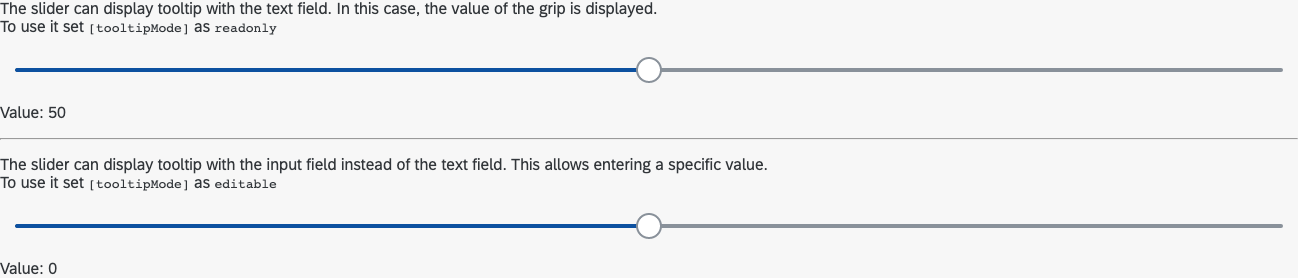 The slider can display tooltip with the text field. In this case, the value of the grip is displayed.
To use it set [tooltipMode] as readonly
Value: 50
The slider can display tooltip with the input field instead of the text field. This allows entering a specific value.
To use it set [tooltipMode] as editable
Value: 0